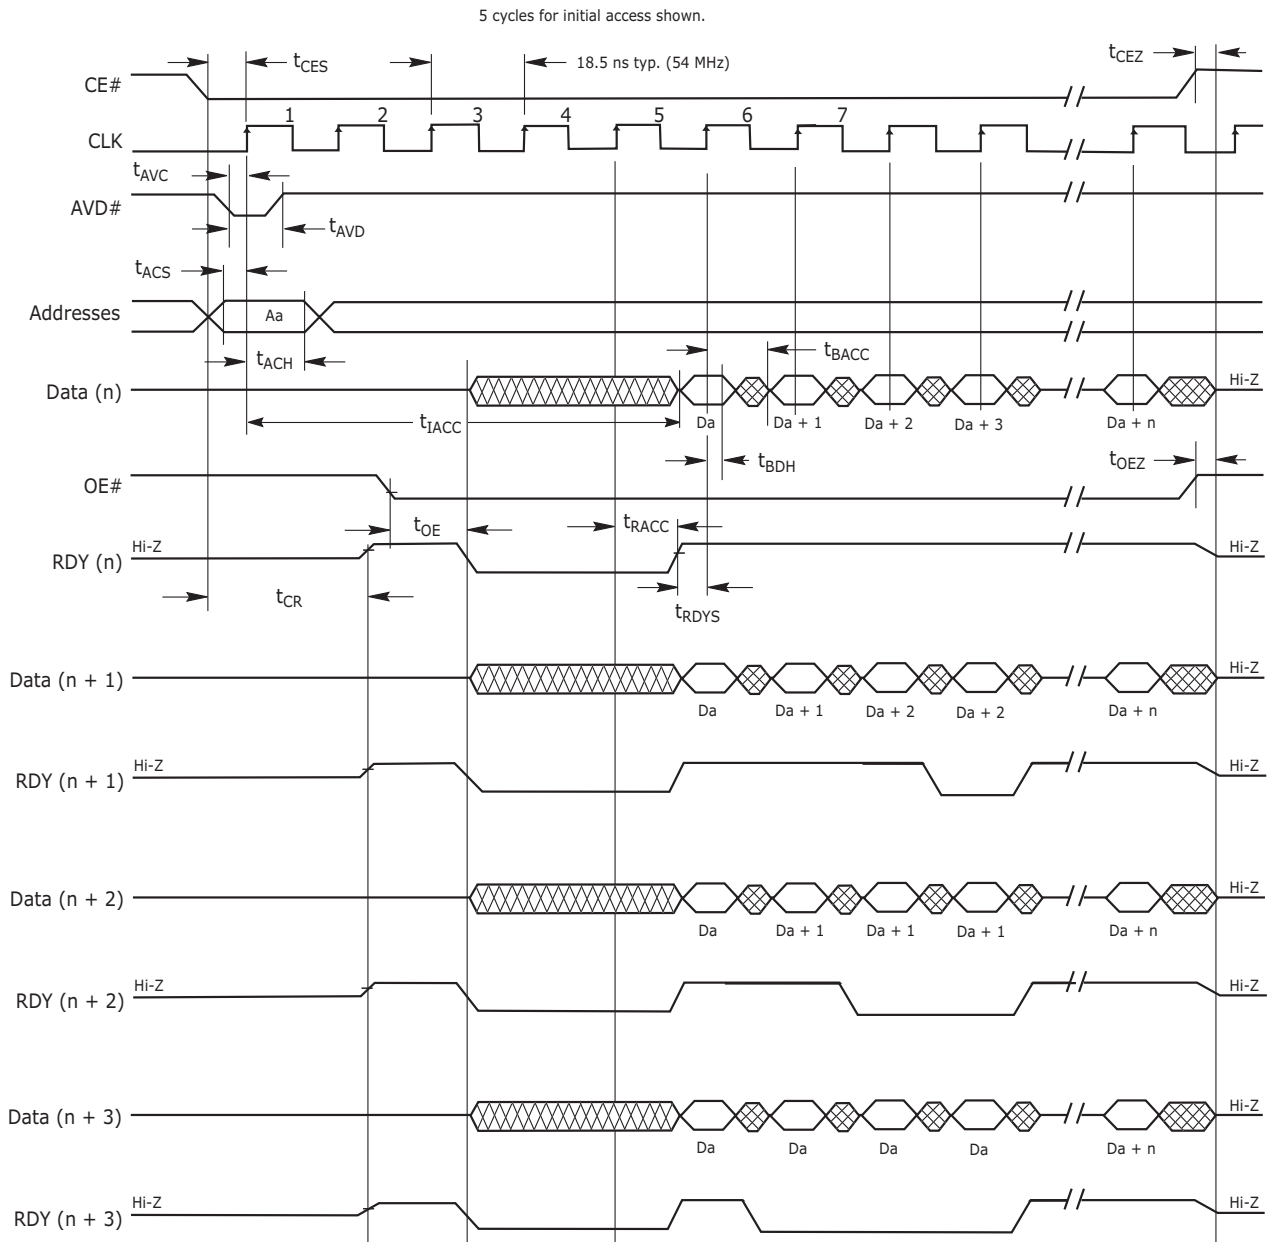 5 cycles for initial access shown.
tCES
18.5 ns typ. (54 MHz)
tCEZ
CE#
1 2 3 4 5 6 7
CLK
tAVC
AVD#
tAVD
tACS
Addresses
Aa
tACH
tBACC
Data (n)
Hi-Z
tIACC
Da Da + 1 Da + 2 Da + 3 Da + n
tBDH
tOEZ
OE#
tOE
tRACC
RDY (n)
Hi-Z
Hi-Z
tCR
tRDYS
Data (n + 1)
Hi-Z
Da Da + 1 Da + 2 Da + 2 Da + n
RDY (n + 1)
Hi-Z
Hi-Z
Data (n + 2)
Hi-Z
Da Da + 1 Da + 1 Da + 1 Da + n
RDY (n + 2)
Hi-Z
Hi-Z
Data (n + 3)
Hi-Z
Da Da Da Da Da + n
RDY (n + 3)
Hi-Z
Hi-Z